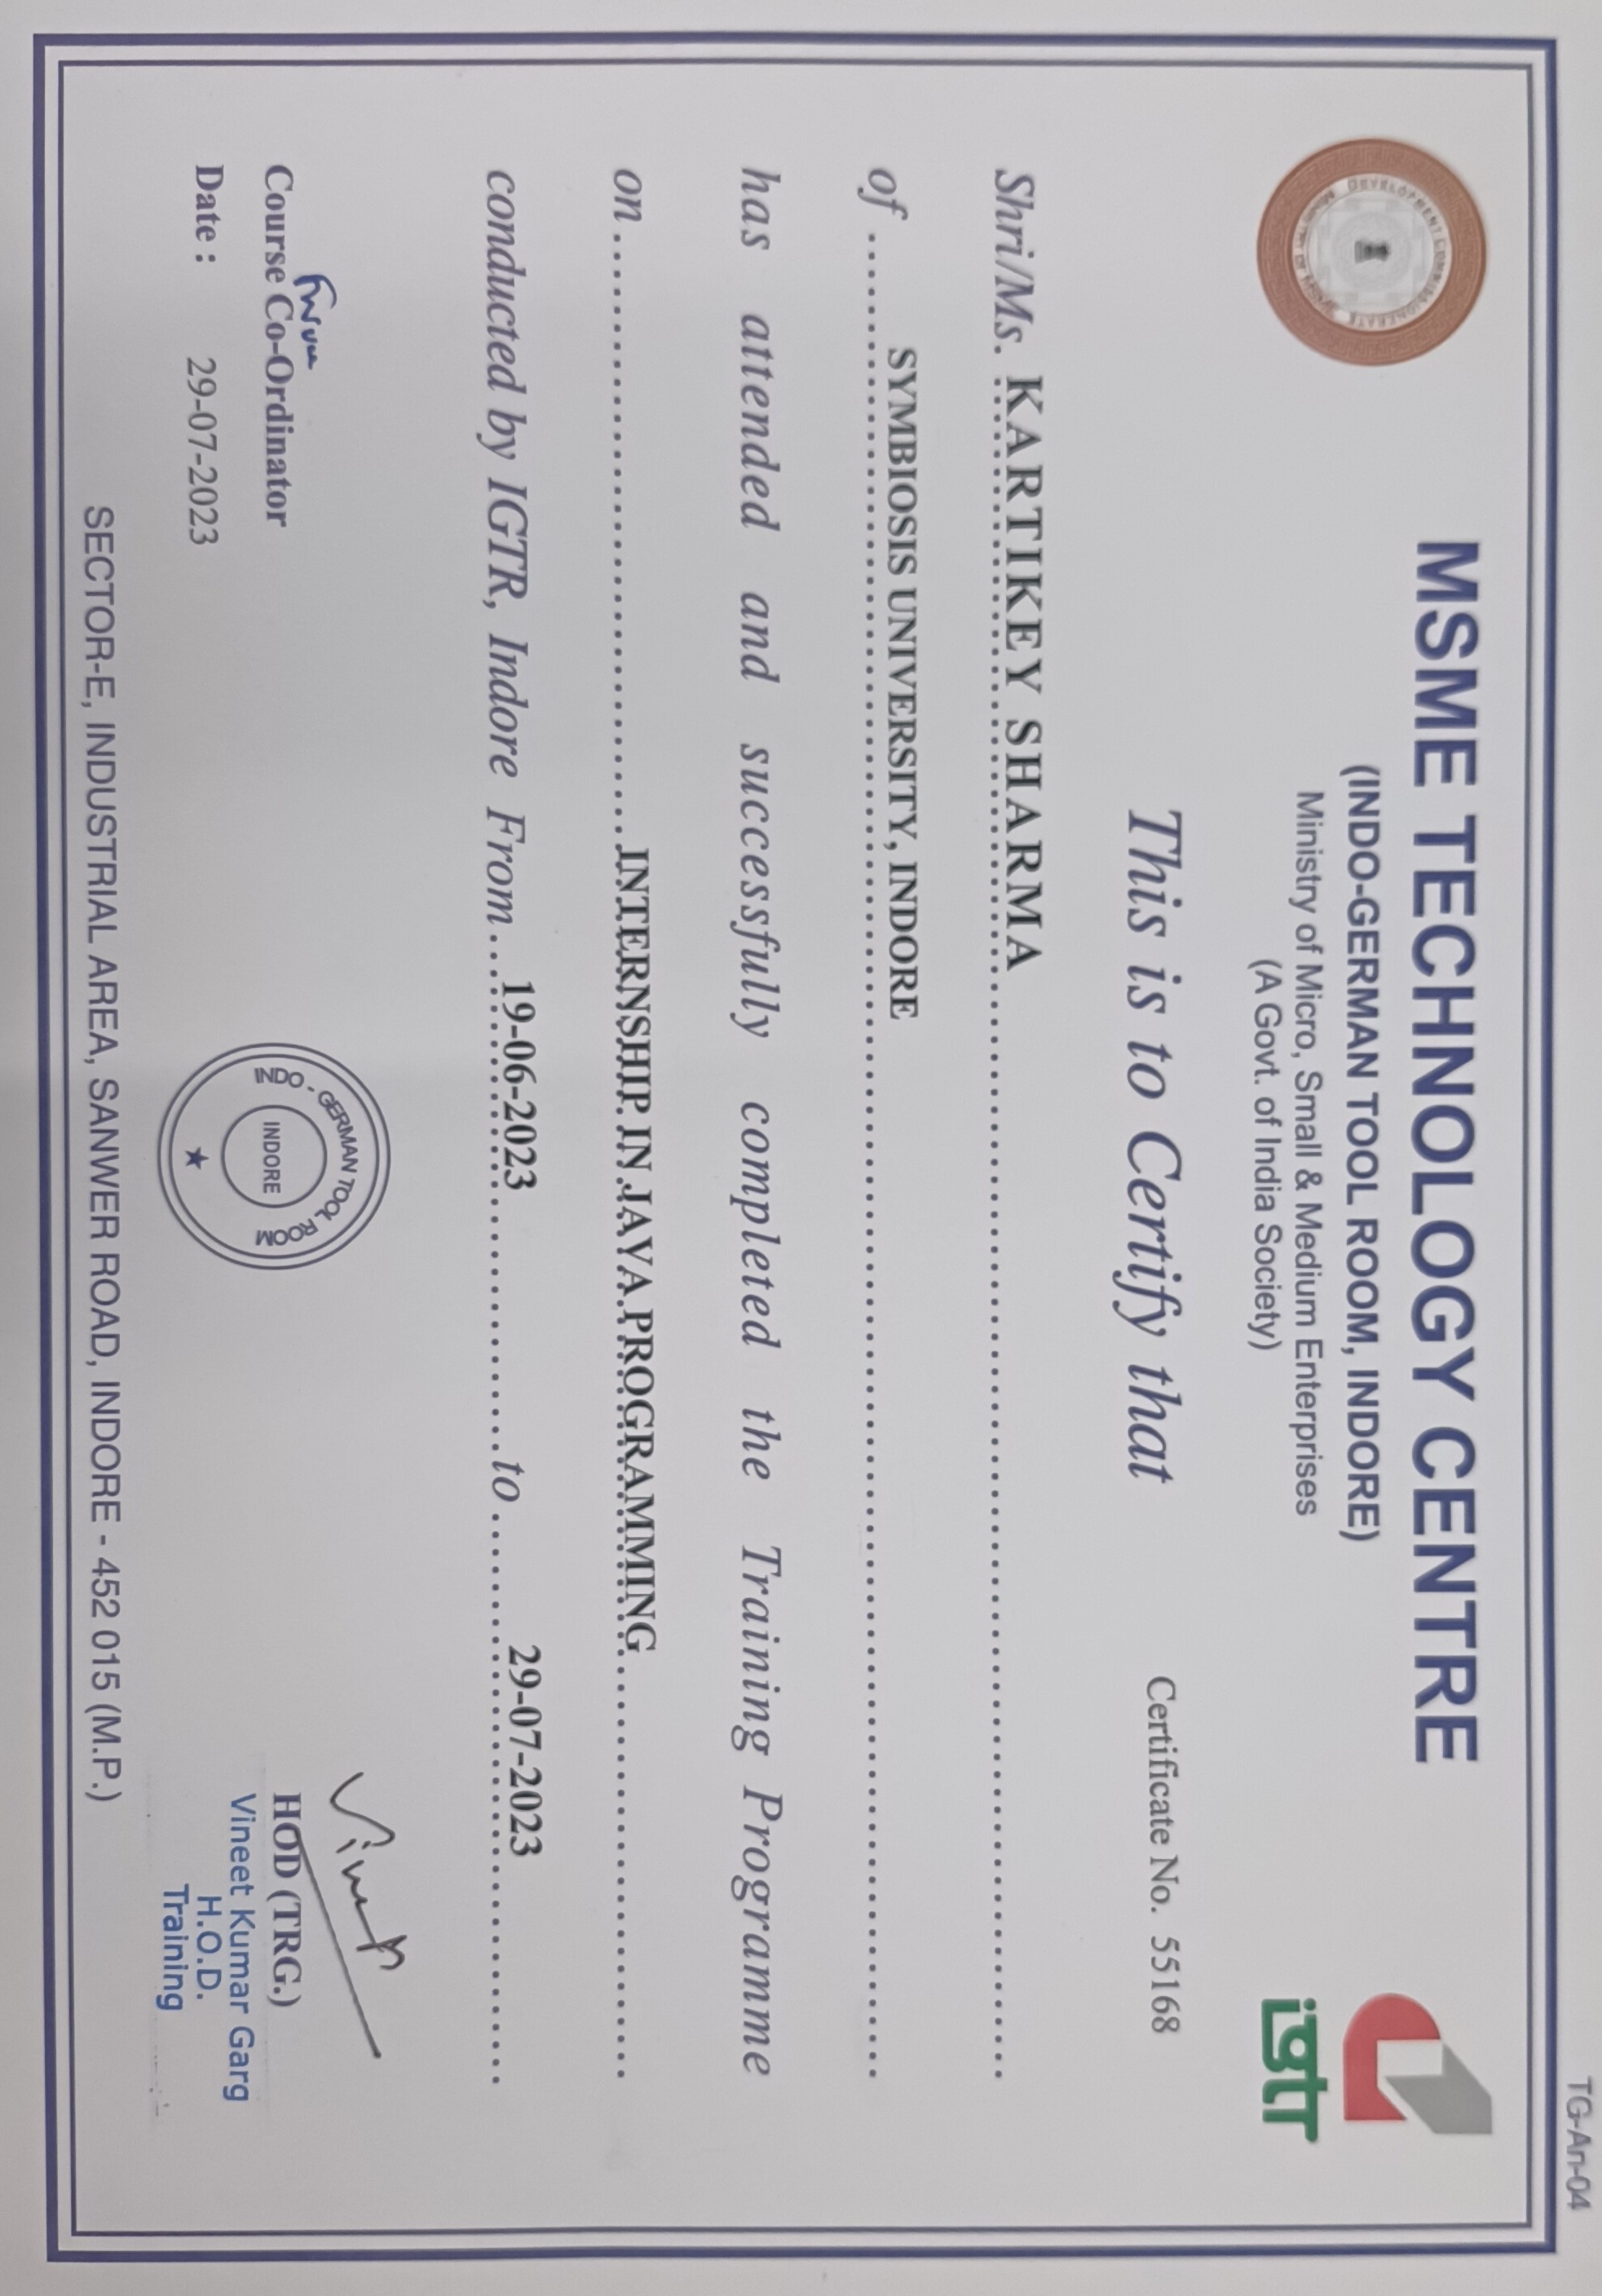 TG-An-04
MSME TECHNOLOGY CENTRE
(INDO-GERMAN TOOL ROOM, INDORE)
Ministry of Micro, Small & Medium Enterprises
(A Govt. of India Society)
igtr
DEVELOPMENT COMMISSIONERATE
This is to Certify that
Certificate No. 55168
Shri/Ms. KARTIKEY SHARMA
of SYMBIOSIS UNIVERSITY, INDORE
has attended and successfully completed the Training Programme
on INTERNSHIP IN JAVA PROGRAMMING
conducted by IGTR, Indore From 19-06-2023 to 29-07-2023
Course Co-Ordinator
Date : 29-07-2023
INDO - GERMAN TOOL ROOM
INDORE
HOD (TRG.)
Vineet Kumar Garg
H.O.D.
Training
SECTOR-E, INDUSTRIAL AREA, SANWER ROAD, INDORE - 452 015 (M.P.)